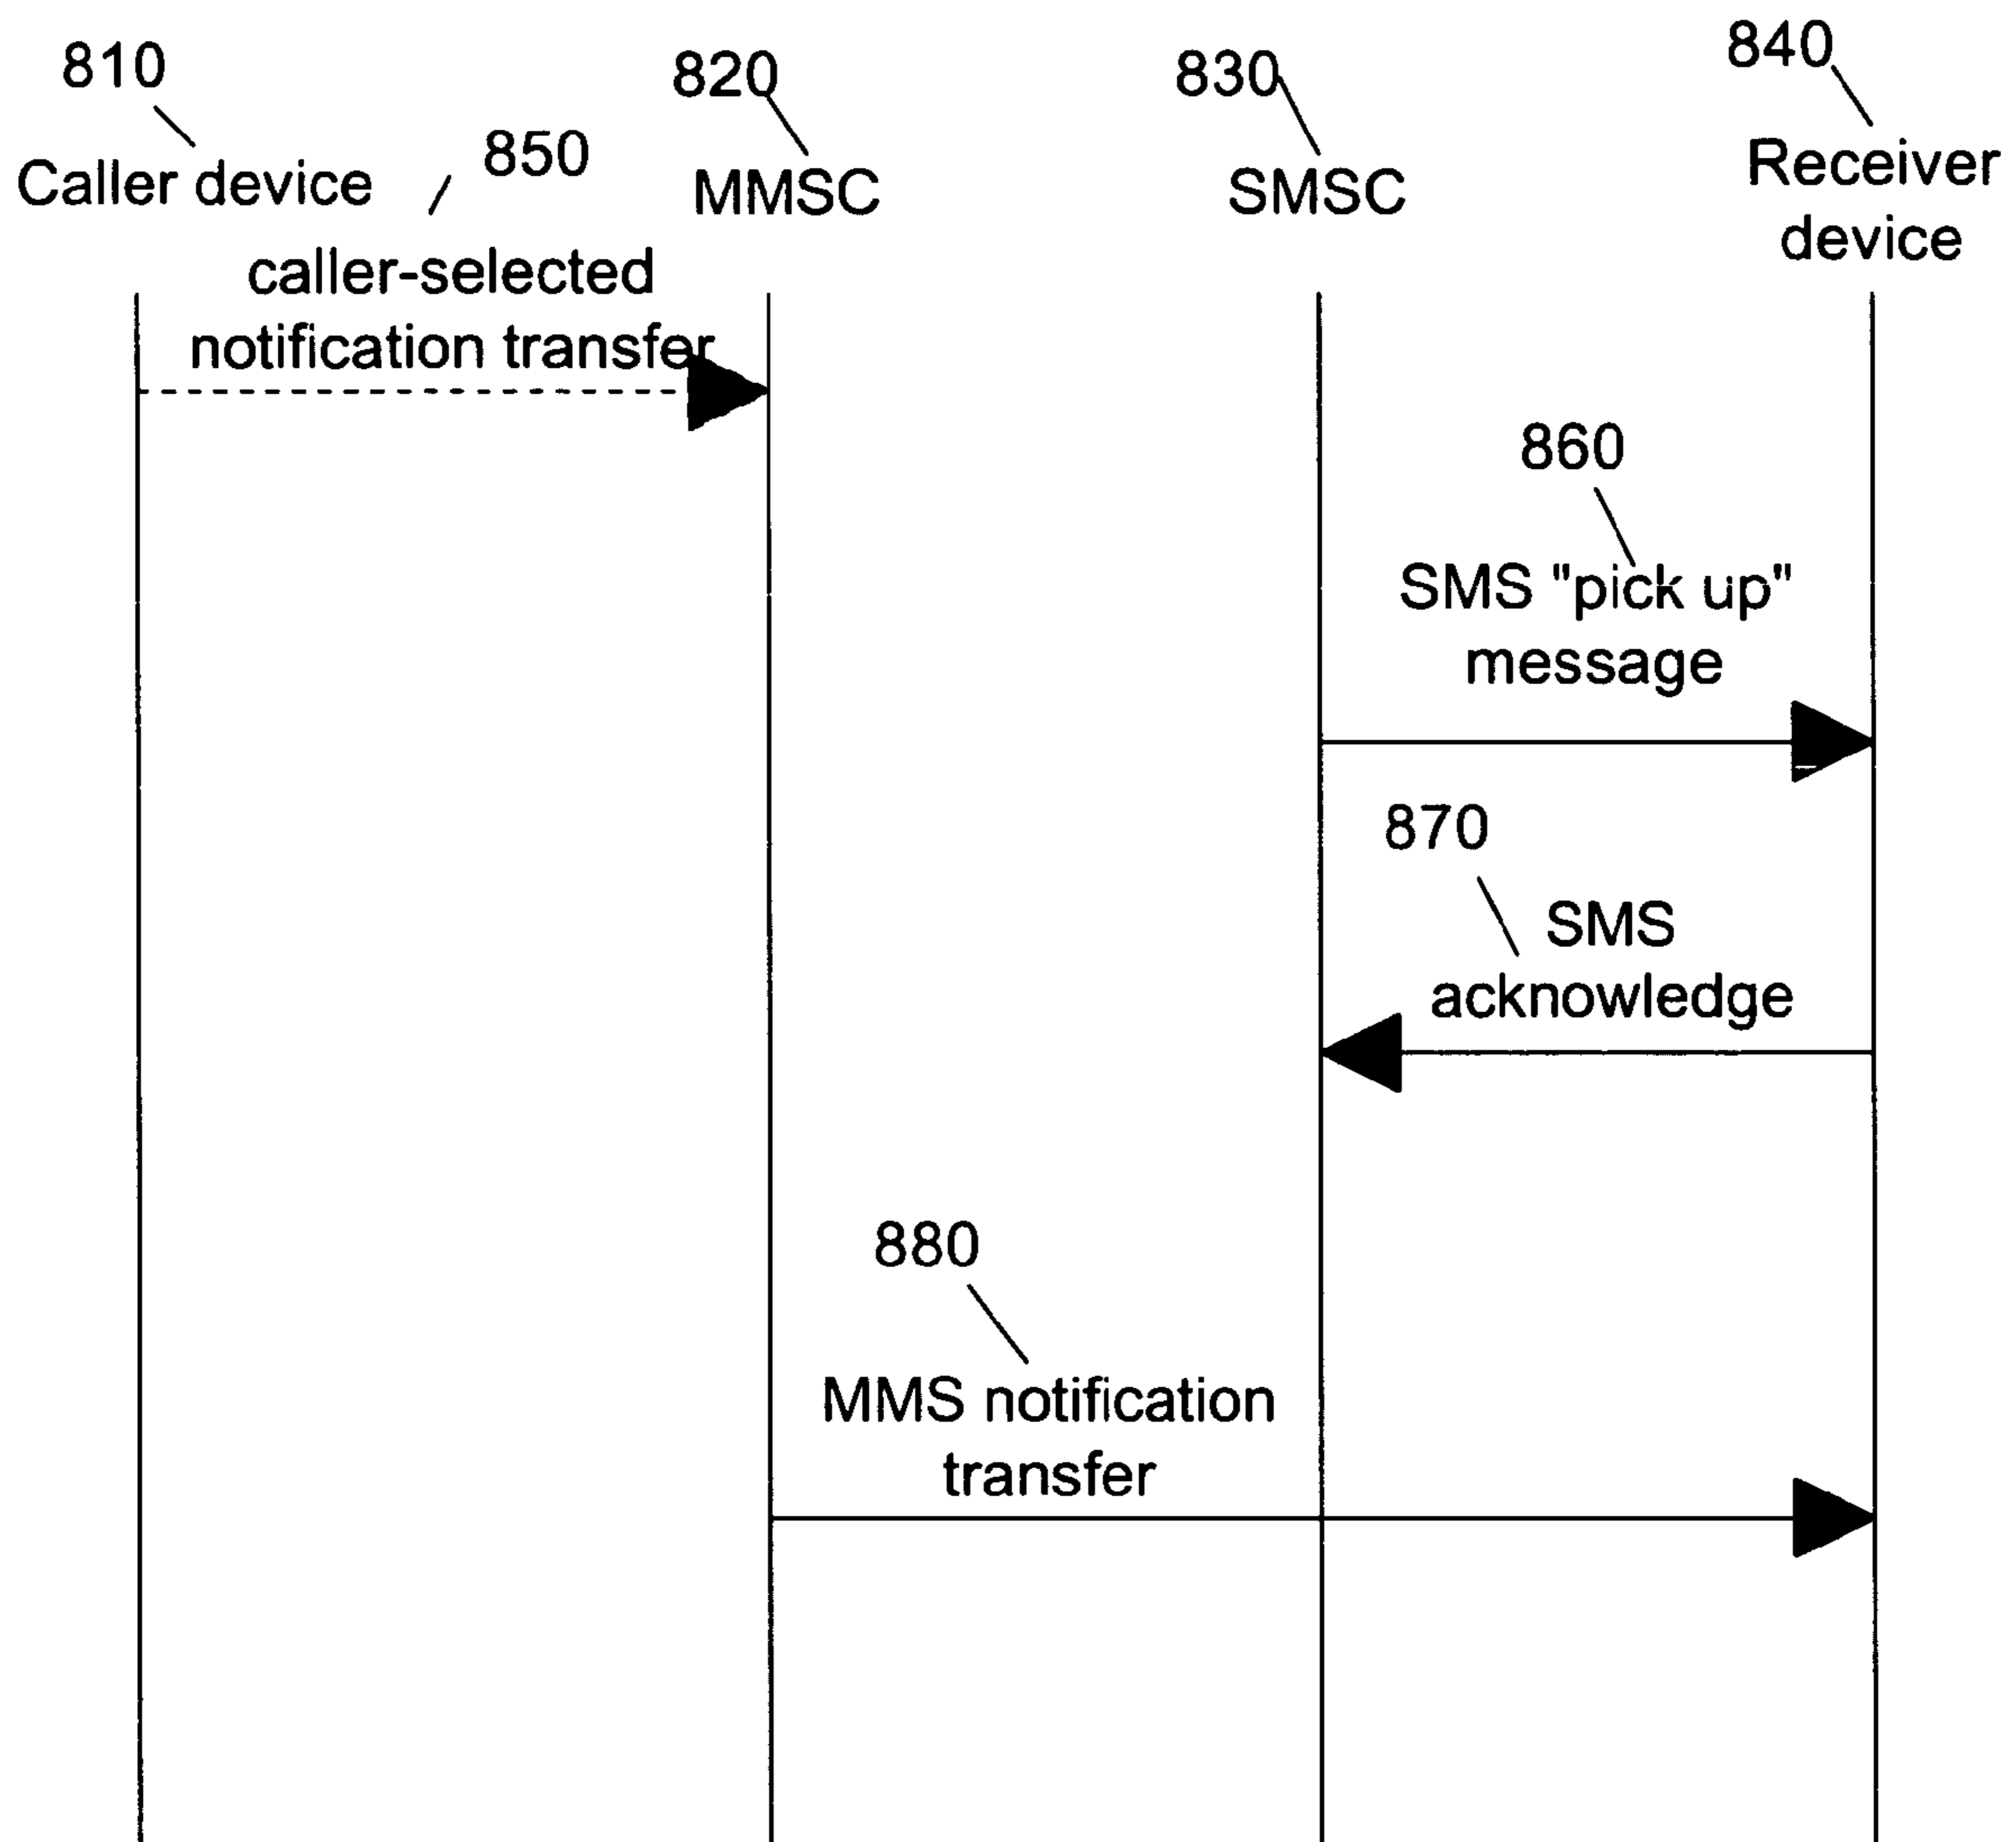 810
820
830
840
Caller device
850
MMSC
SMSC
Receiver
device
caller-selected
notification transfer
860
SMS "pick up"
message
870
SMS
acknowledge
880
MMS notification
transfer